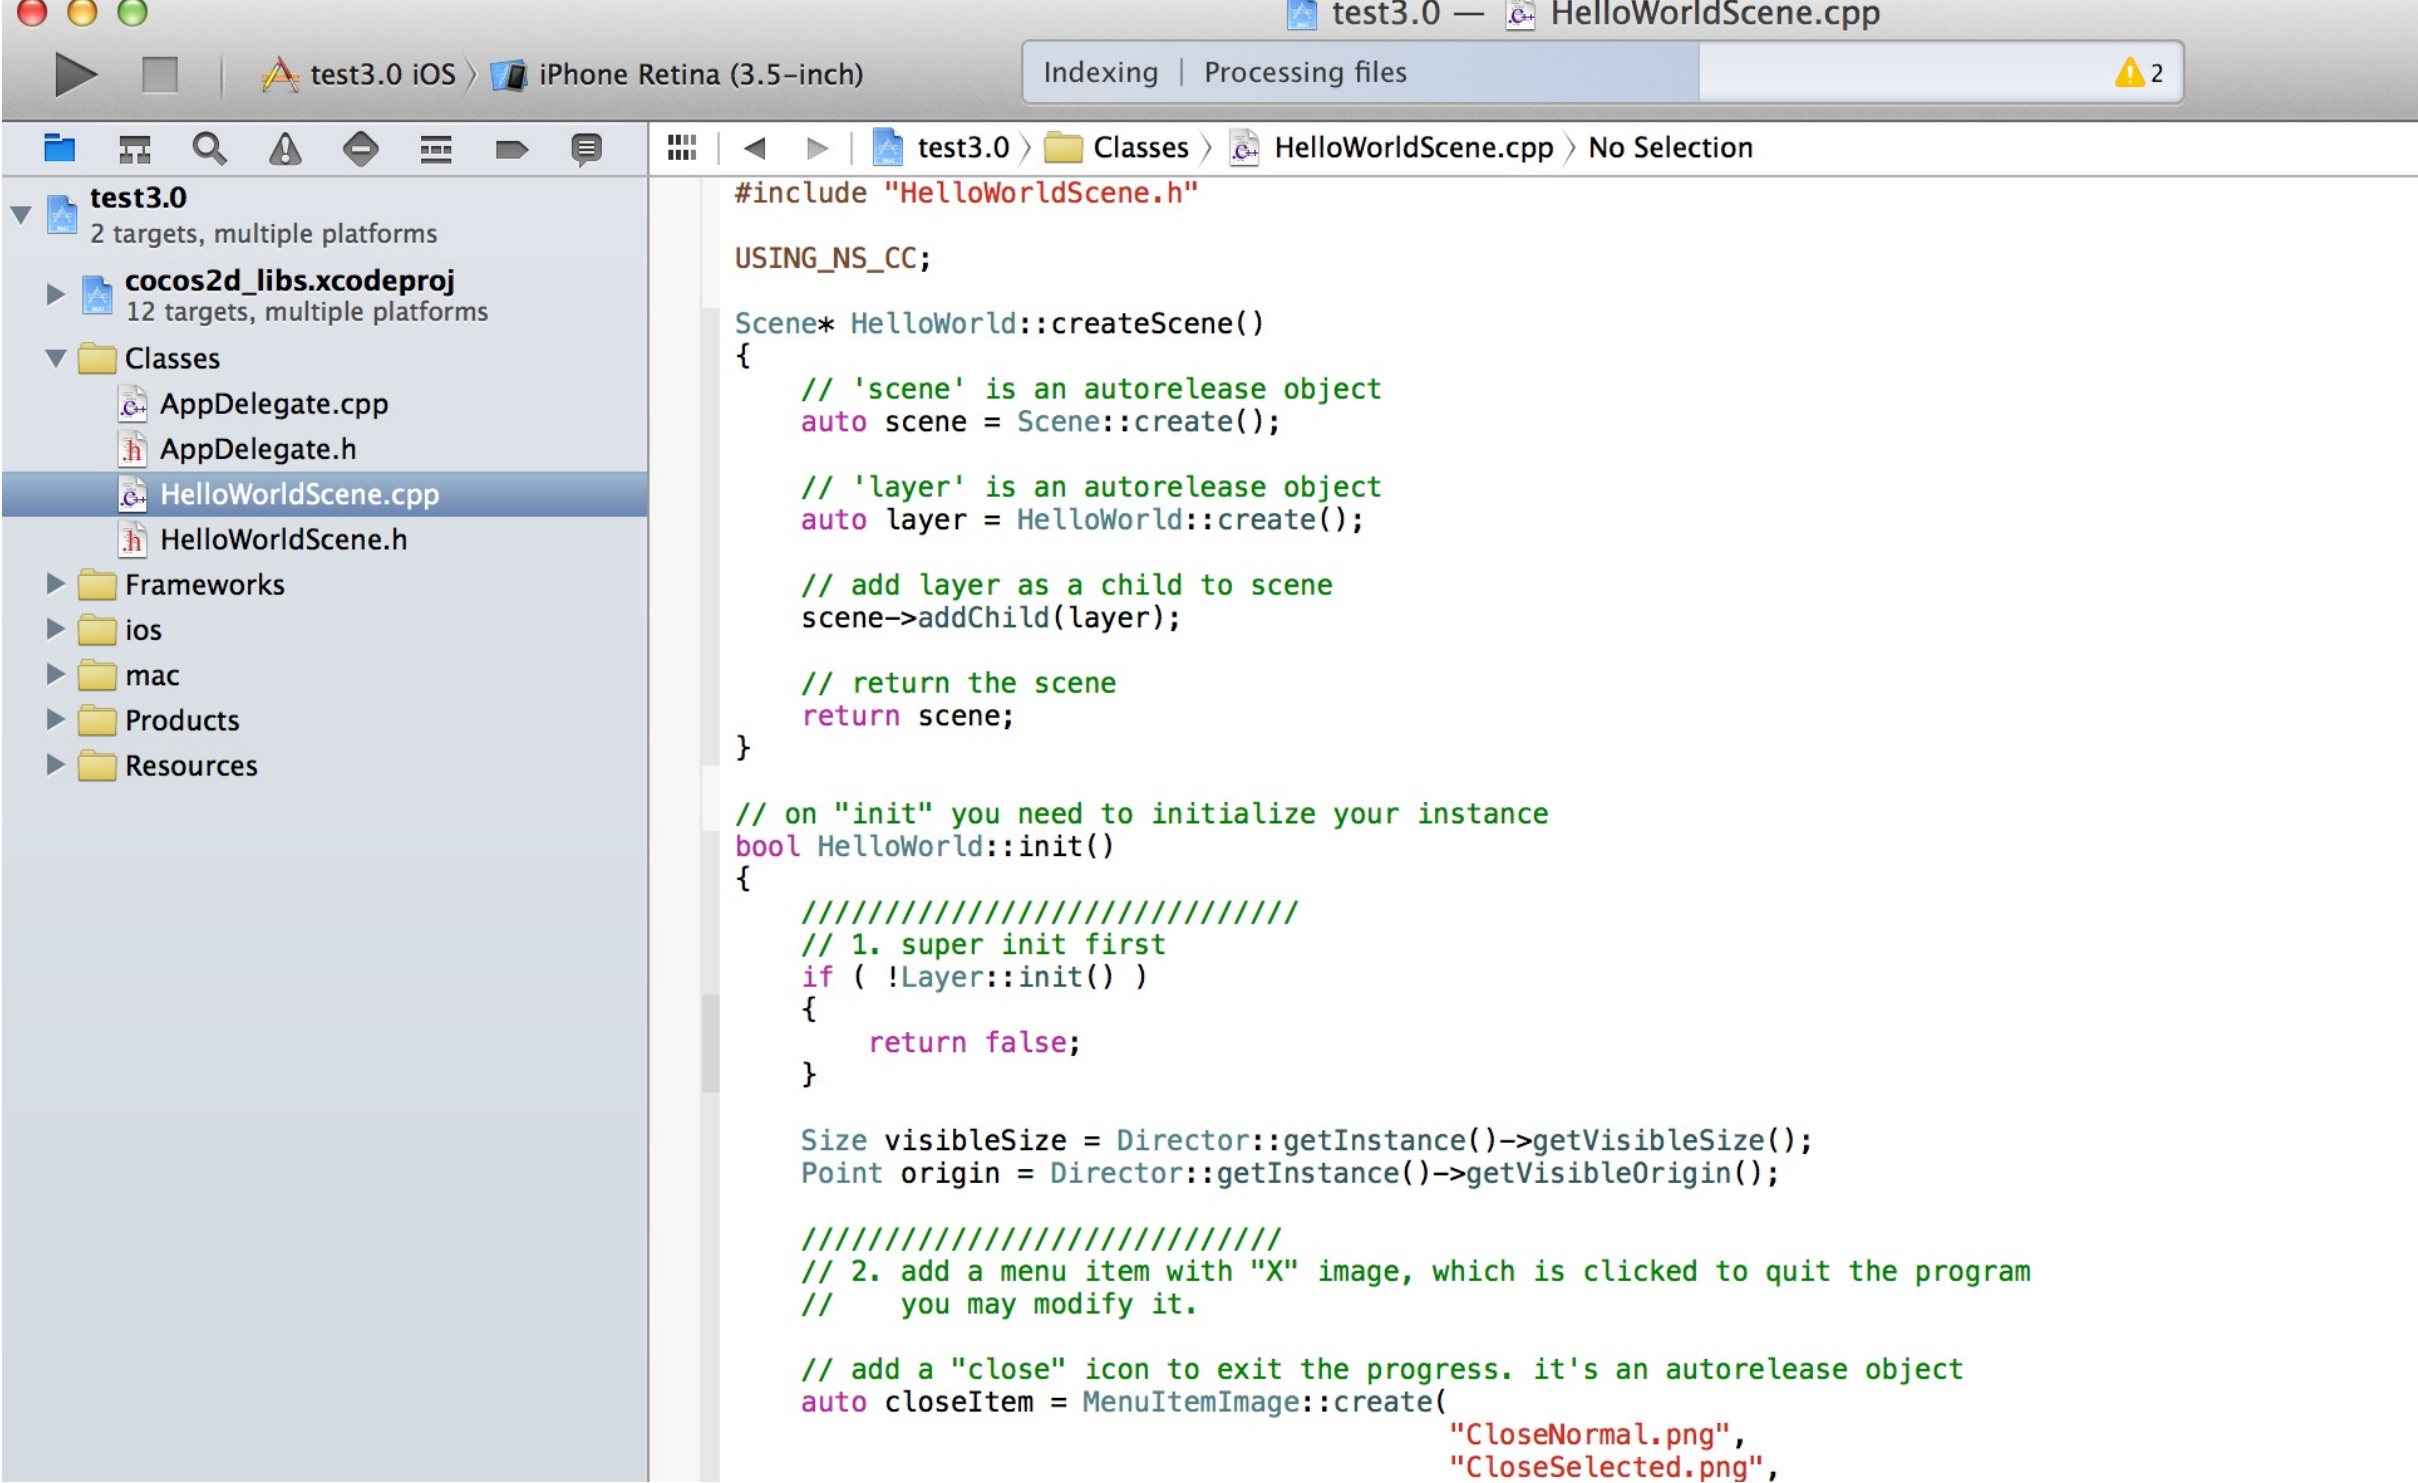 test3.0 — HelloWorldScene.cpp
test3.0 iOS 〉 iPhone Retina (3.5-inch)
Indexing | Processing files
2
test3.0 〉 Classes 〉 HelloWorldScene.cpp 〉 No Selection
test3.0
2 targets, multiple platforms
cocos2d_libs.xcodeproj
12 targets, multiple platforms
Classes
AppDelegate.cpp
AppDelegate.h
HelloWorldScene.cpp
HelloWorldScene.h
Frameworks
ios
mac
Products
Resources
#include "HelloWorldScene.h"
USING_NS_CC;
Scene* HelloWorld::createScene()
{
// 'scene' is an autorelease object
auto scene = Scene::create();
// 'layer' is an autorelease object
auto layer = HelloWorld::create();
// add layer as a child to scene
scene->addChild(layer);
// return the scene
return scene;
}
// on "init" you need to initialize your instance
bool HelloWorld::init()
{
//////////////////////////////
// 1. super init first
if ( !Layer::init() )
{
return false;
}
Size visibleSize = Director::getInstance()->getVisibleSize();
Point origin = Director::getInstance()->getVisibleOrigin();
/////////////////////////////
// 2. add a menu item with "X" image, which is clicked to quit the program
//    you may modify it.
// add a "close" icon to exit the progress. it's an autorelease object
auto closeItem = MenuItemImage::create(
"CloseNormal.png",
"CloseSelected.png",